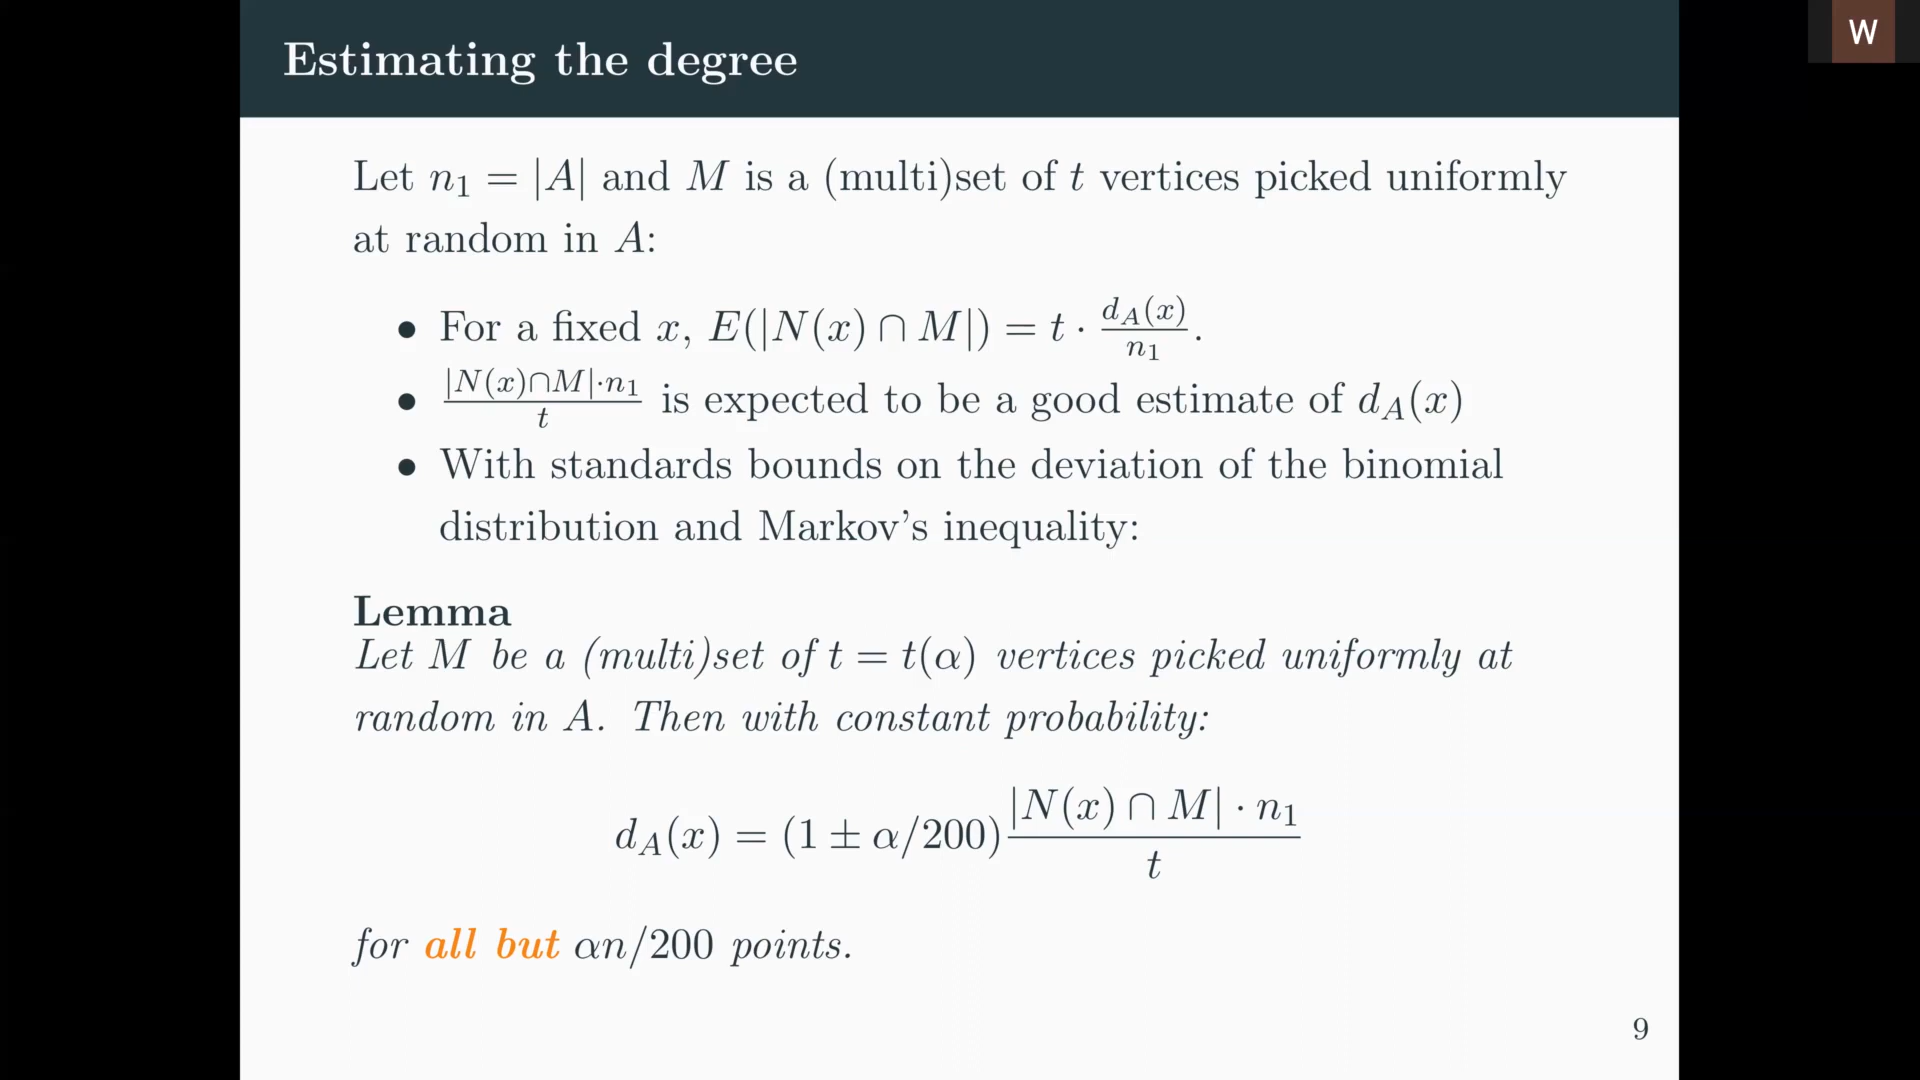 Estimating the degree
W
Let n₁ = |A| and M is a (multi)set of t vertices picked uniformly
at random in A:
• For a fixed x, E(|N(x) ∩ M|) = t · d_A(x)/n₁.
• |N(x)∩M|·n₁/t is expected to be a good estimate of d_A(x)
• With standards bounds on the deviation of the binomial
distribution and Markov's inequality:
Lemma
Let M be a (multi)set of t = t(α) vertices picked uniformly at
random in A. Then with constant probability:
d_A(x) = (1 ± α/200) |N(x) ∩ M| · n₁/t
for all but αn/200 points.
9